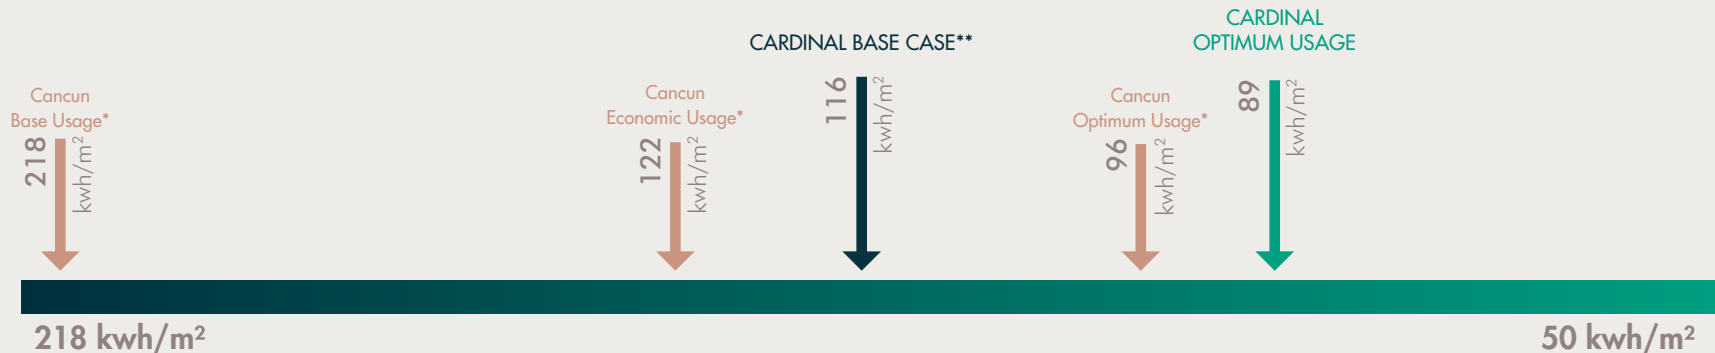 Cancun
Base Usage*
218
kwh/m²
Cancun
Economic Usage*
122
kwh/m²
CARDINAL BASE CASE**
116
kwh/m²
Cancun
Optimum Usage*
96
kwh/m²
CARDINAL
OPTIMUM USAGE
89
kwh/m²
218 kwh/m²
50 kwh/m²